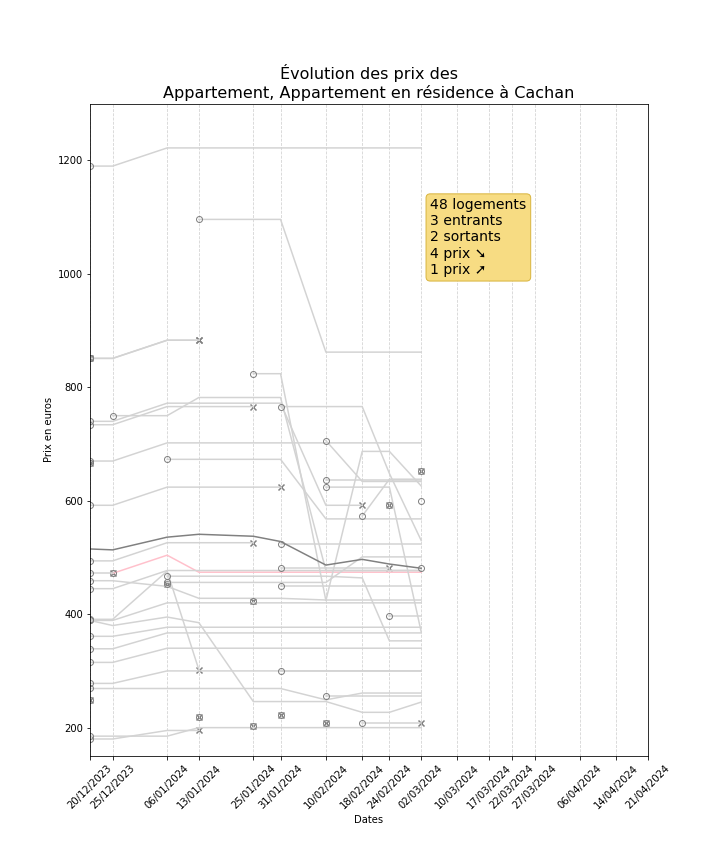 Évolution des prix des
Appartement, Appartement en résidence à Cachan
1200
1000
800
600
400
200
Prix en euros
48 logements
3 entrants
2 sortants
4 prix ➘
1 prix ➚
20/12/2023
25/12/2023
06/01/2024
13/01/2024
25/01/2024
31/01/2024
10/02/2024
18/02/2024
24/02/2024
02/03/2024
10/03/2024
17/03/2024
22/03/2024
27/03/2024
06/04/2024
14/04/2024
21/04/2024
Dates